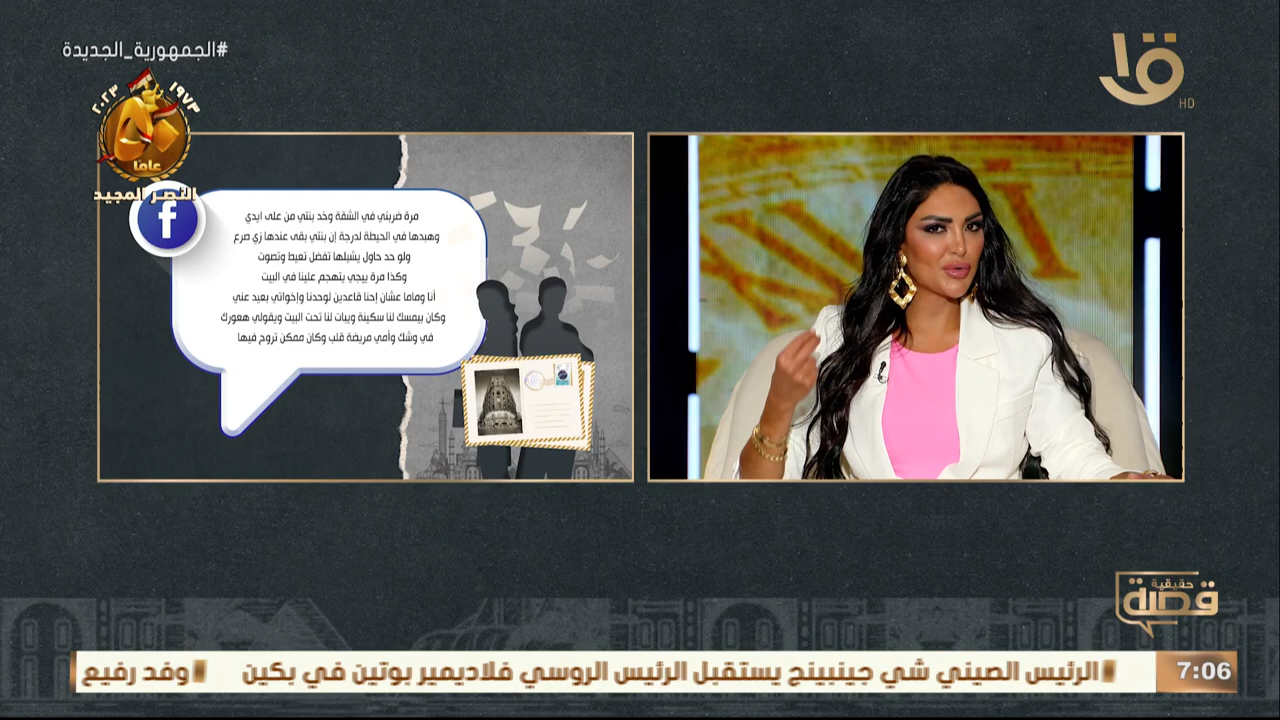 #الجمهورية_الجديدة
١٩٧٣
٢٠٢٣
٥٠
عامًا
النصر المجيد
HD
f
مرة ضربني في الشقة وخد بنتي من على ايدي
وهبدها في الحيطة لدرجة إن بنتي بقى عندها زي صرع
ولو حد حاول يشيلها تفضل تعيط وتصوت
وكذا مرة ييجي يتهجم علينا في البيت
أنا وماما عشان إحنا قاعدين لوحدنا وإخواتي بعيد عني
وكان بيمسك لنا سكينة ويبات لنا تحت البيت ويقولي هعورك
في وشك وأمي مريضة قلب وكان ممكن تروح فيها
قصة
حقيقية
7:06
الرئيس الصيني شي جينبينج يستقبل الرئيس الروسي فلاديمير بوتين في بكين
وفد رفيع